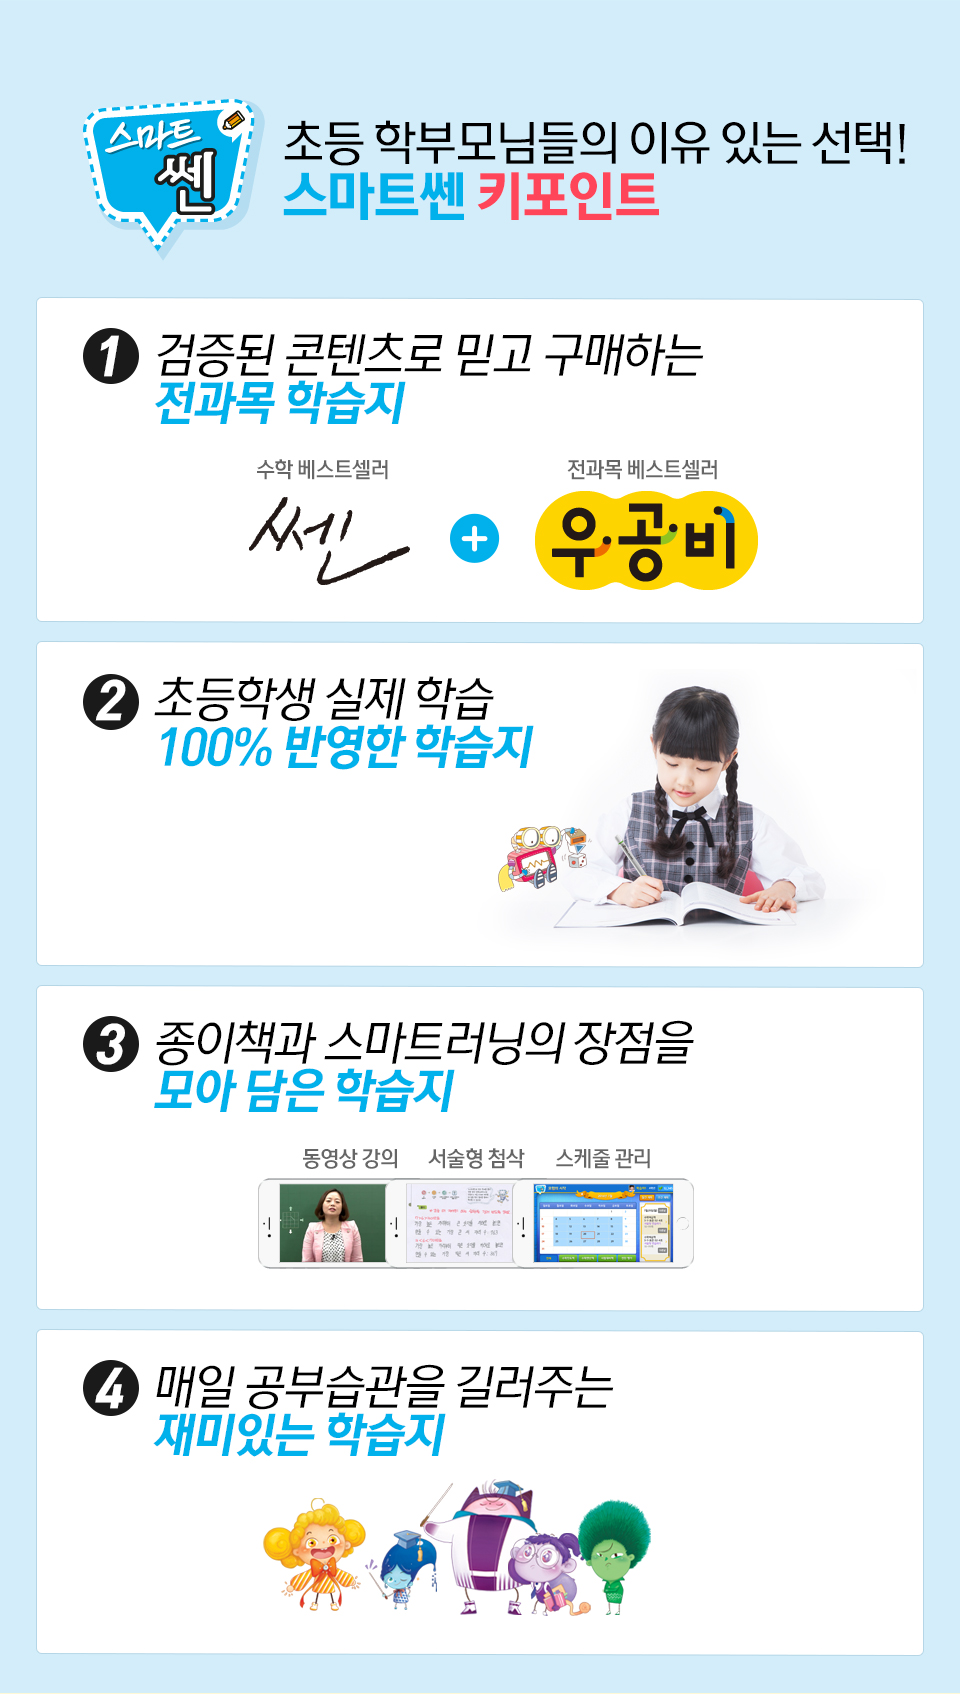 스마트
쎈
초등 학부모님들의 이유 있는 선택!
스마트쎈 키포인트
1 검증된 콘텐츠로 믿고 구매하는
전과목 학습지
수학 베스트셀러
전과목 베스트셀러
쎈
+
우공비
2 초등학생 실제 학습
100% 반영한 학습지
3 종이책과 스마트러닝의 장점을
모아 담은 학습지
동영상 강의
서술형 첨삭
스케줄 관리
4 매일 공부습관을 길러주는
재미있는 학습지